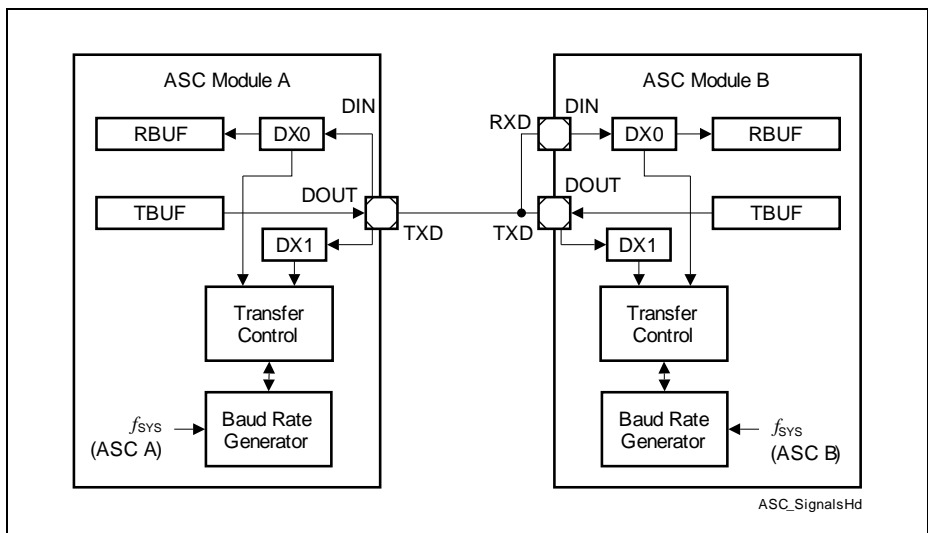 ASC Module A
DIN
RBUF
DX0
DOUT
TBUF
TXD
DX1
Transfer
Control
Baud Rate
Generator
fSYS
(ASC A)
ASC Module B
RXD
DIN
DX0
RBUF
DOUT
TXD
TBUF
DX1
Transfer
Control
Baud Rate
Generator
fSYS
(ASC B)
ASC_SignalsHd